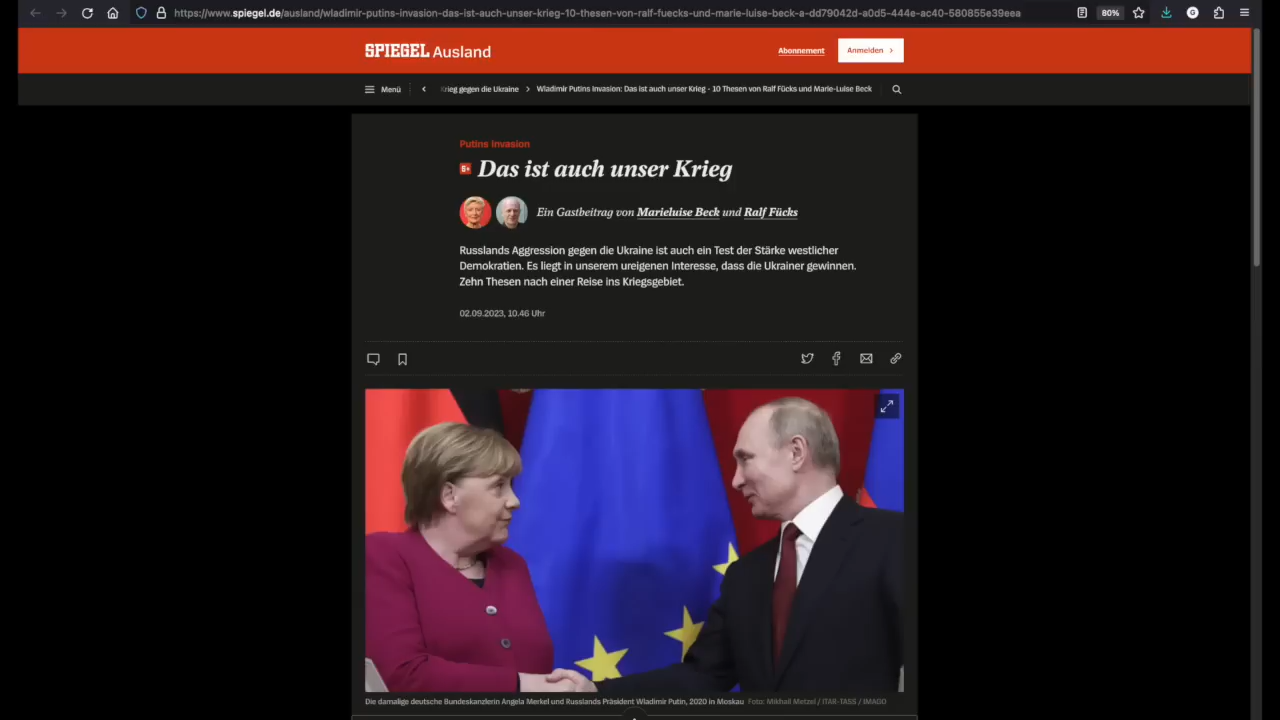 https://www.spiegel.de/ausland/wladimir-putins-invasion-das-ist-auch-unser-krieg-10-thesen-von-ralf-fuecks-und-marie-luise-beck-a-dd79042d-a0d5-444e-ac40-580855e39eea
80%
SPIEGEL Ausland
Abonnement
Anmelden
Menü
Krieg gegen die Ukraine
Wladimir Putins Invasion: Das ist auch unser Krieg - 10 Thesen von Ralf Fücks und Marie-Luise Beck
Putins Invasion
S+ Das ist auch unser Krieg
Ein Gastbeitrag von Marieluise Beck und Ralf Fücks
Russlands Aggression gegen die Ukraine ist auch ein Test der Stärke westlicher
Demokratien. Es liegt in unserem ureigenen Interesse, dass die Ukrainer gewinnen.
Zehn Thesen nach einer Reise ins Kriegsgebiet.
02.09.2023, 10.46 Uhr
Die damalige deutsche Bundeskanzlerin Angela Merkel und Russlands Präsident Wladimir Putin, 2020 in Moskau Foto: Mikhail Metzel / ITAR-TASS / IMAGO